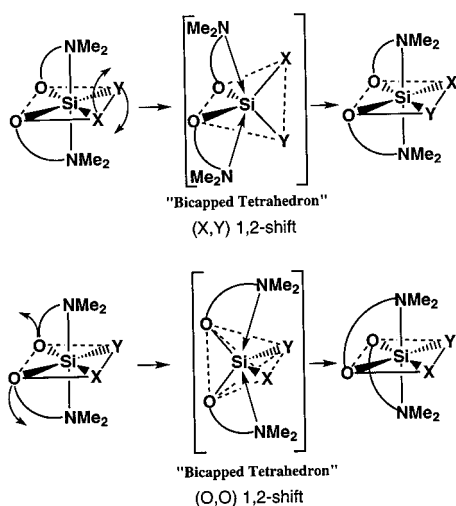 NMe2
O
Si
Y
O
X
NMe2
Me2N
X
O
Si
O
Y
Me2N
NMe2
O
Si
X
O
Y
NMe2
"Bicapped Tetrahedron"
(X,Y) 1,2-shift
NMe2
O
Si
Y
O
X
NMe2
NMe2
O
Y
Si
X
O
NMe2
NMe2
O
Si
Y
O
X
NMe2
"Bicapped Tetrahedron"
(O,O) 1,2-shift